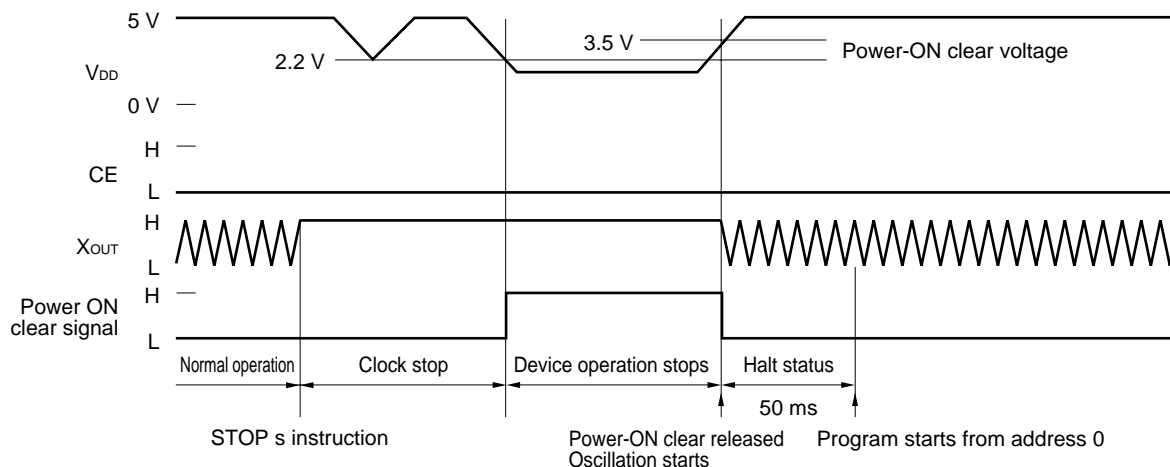 5 V
3.5 V
Power-ON clear voltage
2.2 V
VDD
0 V
H
CE
L
H
XOUT
L
H
Power ON
clear signal
L
Normal operation
Clock stop
Device operation stops
Halt status
50 ms
STOP s instruction
Power-ON clear released
Oscillation starts
Program starts from address 0